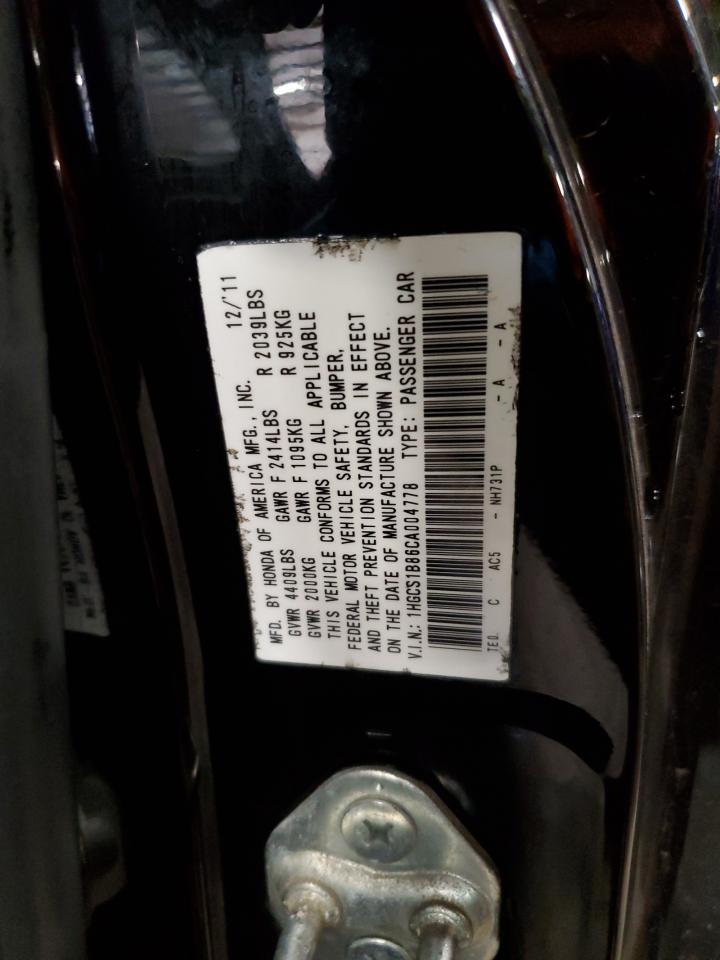 MFD. BY HONDA OF AMERICA MFG., INC. 12/'11
GVWR 4409LBS GAWR F 2414LBS R 2039LBS
GVWR 2000KG GAWR F 1095KG R 925KG
THIS VEHICLE CONFORMS TO ALL APPLICABLE
FEDERAL MOTOR VEHICLE SAFETY, BUMPER,
AND THEFT PREVENTION STANDARDS IN EFFECT
ON THE DATE OF MANUFACTURE SHOWN ABOVE.
V.I.N.: 1HGCS1B86CA004778 TYPE: PASSENGER CAR
TE0 C AC5 - NH731P - A - A